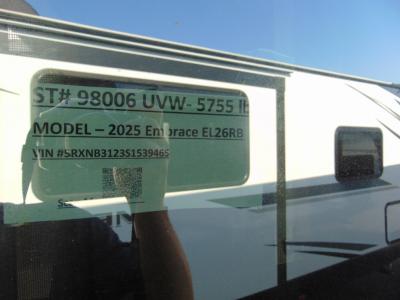 ST# 98006 UVW- 5755 lb
MODEL – 2025 Embrace EL26RB
VIN #5RXNB3123S1539465